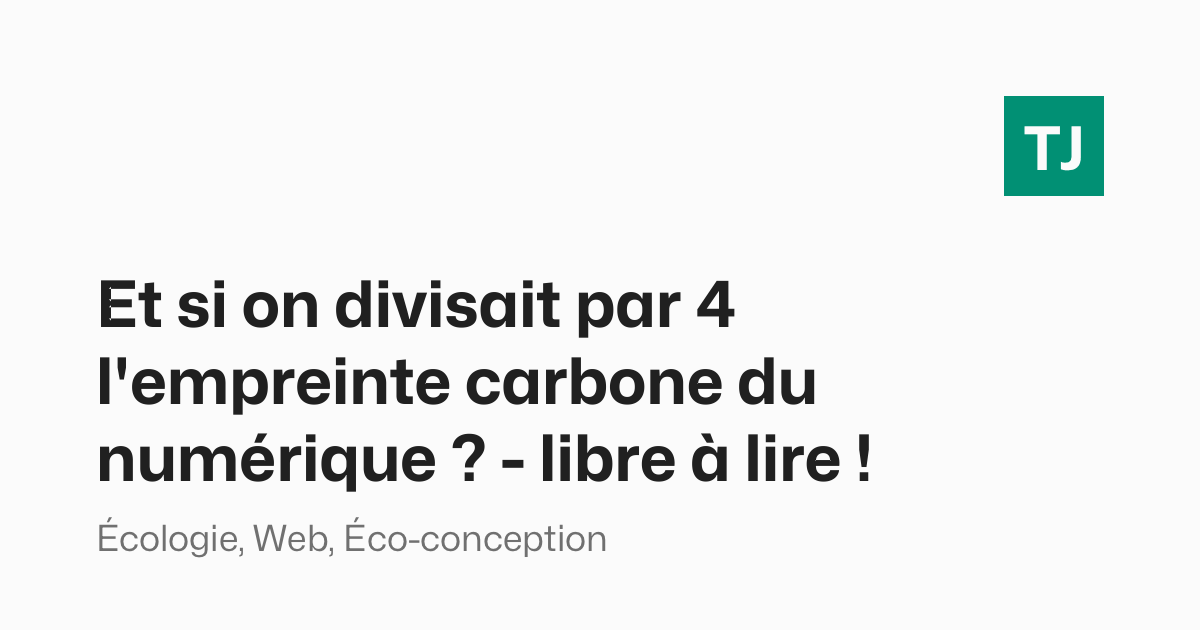 TJ
Et si on divisait par 4
l'empreinte carbone du
numérique ? - libre à lire !
Écologie, Web, Éco-conception